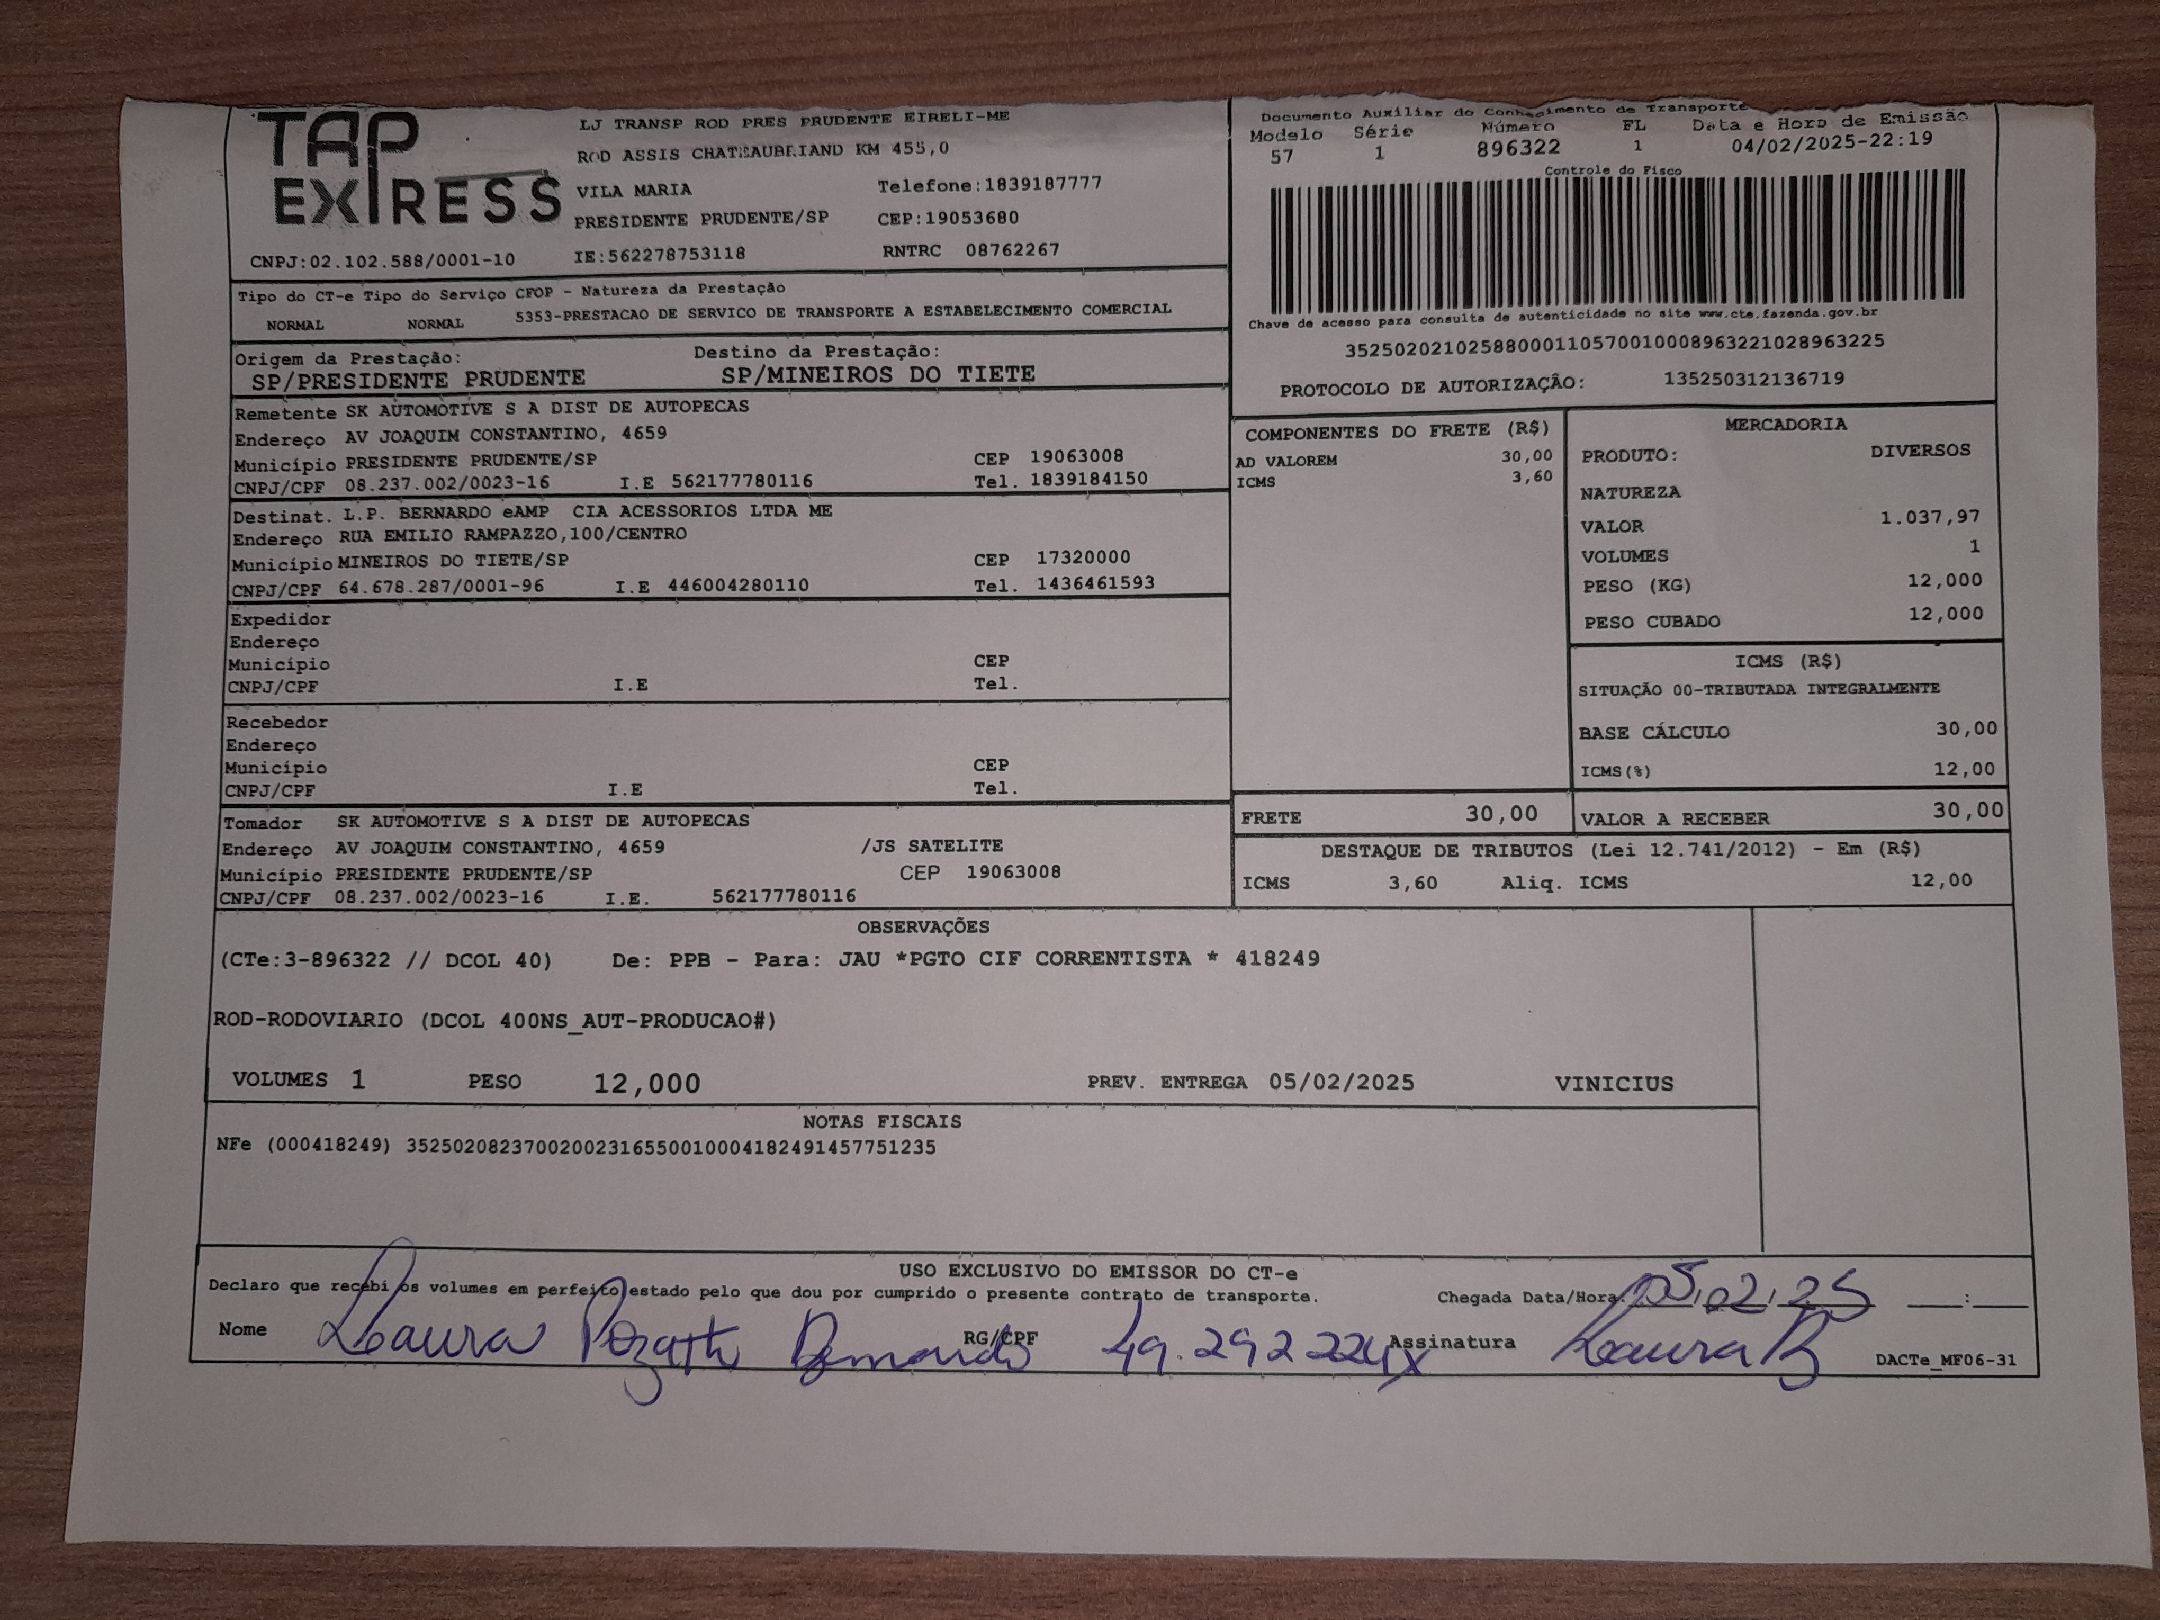 TAP EXPRESS
LJ TRANSP ROD PRES PRUDENTE EIRELI-ME
ROD ASSIS CHATEAUBRIAND KM 455,0
VILA MARIA Telefone:1839187777
PRESIDENTE PRUDENTE/SP CEP:19053680
CNPJ:02.102.588/0001-10 IE:562278753118 RNTRC 08762267
Documento Auxiliar do Conhecimento de Transporte
Modelo Série Número FL Data e Hora de Emissão
57 1 896322 1 04/02/2025-22:19
Controle do Fisco
Chave de acesso para consulta de autenticidade no site www.cte.fazenda.gov.br
35250202102588000110570010008963221028963225
PROTOCOLO DE AUTORIZAÇÃO: 135250312136719
Tipo do CT-e Tipo do Serviço CFOP - Natureza da Prestação
NORMAL NORMAL 5353-PRESTACAO DE SERVICO DE TRANSPORTE A ESTABELECIMENTO COMERCIAL
Origem da Prestação: Destino da Prestação:
SP/PRESIDENTE PRUDENTE SP/MINEIROS DO TIETE
Remetente SK AUTOMOTIVE S A DIST DE AUTOPECAS
Endereço AV JOAQUIM CONSTANTINO, 4659
Município PRESIDENTE PRUDENTE/SP CEP 19063008
CNPJ/CPF 08.237.002/0023-16 I.E 562177780116 Tel. 1839184150
Destinat. L.P. BERNARDO eAMP CIA ACESSORIOS LTDA ME
Endereço RUA EMILIO RAMPAZZO,100/CENTRO
Município MINEIROS DO TIETE/SP CEP 17320000
CNPJ/CPF 64.678.287/0001-96 I.E 446004280110 Tel. 1436461593
Expedidor
Endereço
Município CEP
CNPJ/CPF I.E Tel.
Recebedor
Endereço
Município CEP
CNPJ/CPF I.E Tel.
Tomador SK AUTOMOTIVE S A DIST DE AUTOPECAS
Endereço AV JOAQUIM CONSTANTINO, 4659 /JS SATELITE
Município PRESIDENTE PRUDENTE/SP CEP 19063008
CNPJ/CPF 08.237.002/0023-16 I.E. 562177780116
COMPONENTES DO FRETE (R$)
AD VALOREM 30,00
ICMS 3,60
MERCADORIA
PRODUTO: DIVERSOS
NATUREZA
VALOR 1.037,97
VOLUMES 1
PESO (KG) 12,000
PESO CUBADO 12,000
ICMS (R$)
SITUAÇÃO 00-TRIBUTADA INTEGRALMENTE
BASE CÁLCULO 30,00
ICMS(%) 12,00
FRETE 30,00 VALOR A RECEBER 30,00
DESTAQUE DE TRIBUTOS (Lei 12.741/2012) - Em (R$)
ICMS 3,60 Aliq. ICMS 12,00
OBSERVAÇÕES
(CTe:3-896322 // DCOL 40) De: PPB - Para: JAU *PGTO CIF CORRENTISTA * 418249
ROD-RODOVIARIO (DCOL 400NS_AUT-PRODUCAO#)
VOLUMES 1 PESO 12,000 PREV. ENTREGA 05/02/2025 VINICIUS
NOTAS FISCAIS
NFe (000418249) 35250208237002002316550010004182491457751235
USO EXCLUSIVO DO EMISSOR DO CT-e
Declaro que recebi os volumes em perfeito estado pelo que dou por cumprido o presente contrato de transporte. Chegada Data/Hora: 05.02.25 __:__
Nome Laura Bernardo RG/CPF 49.292224x Assinatura Laura B
DACTe_MF06-31